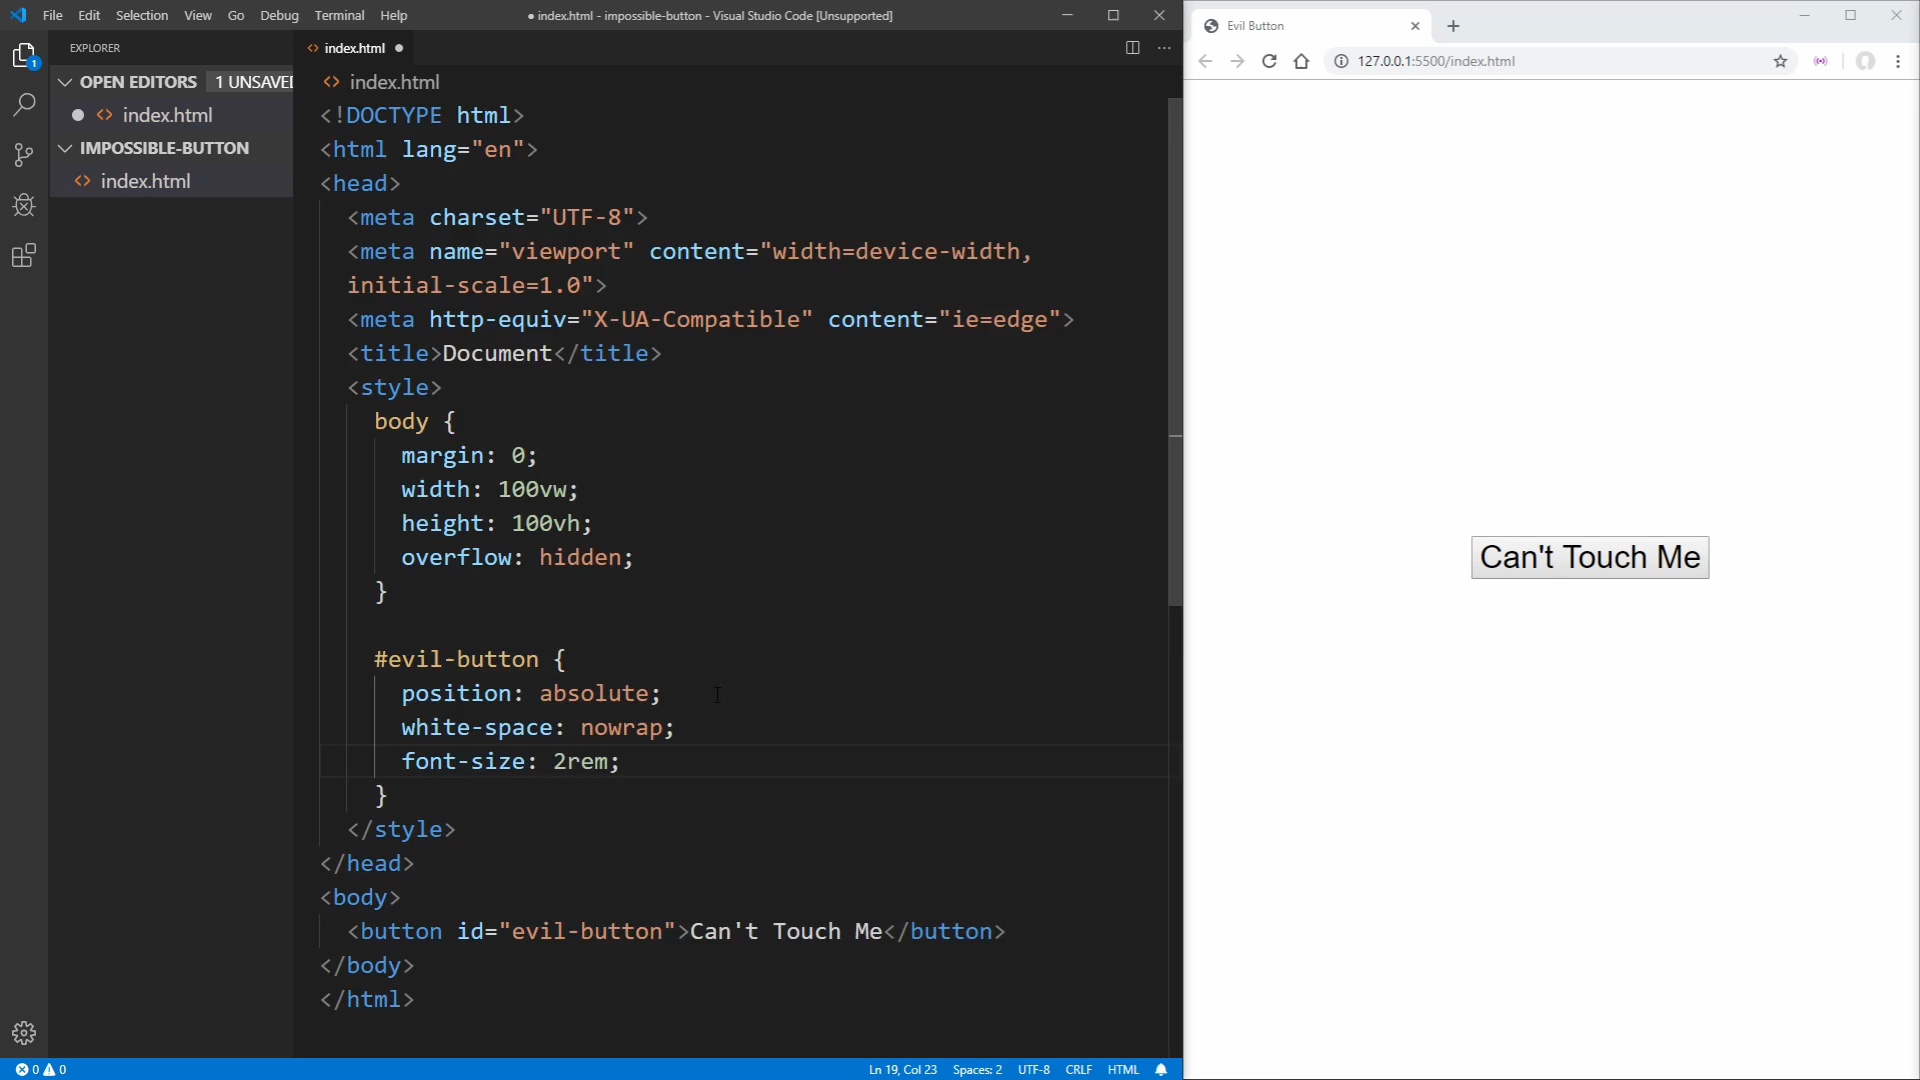 File Edit Selection View Go Debug Terminal Help
● index.html - impossible-button - Visual Studio Code [Unsupported]
EXPLORER
OPEN EDITORS 1 UNSAVED
index.html
IMPOSSIBLE-BUTTON
index.html
1
index.html
index.html
<!DOCTYPE html>
<html lang="en">
<head>
<meta charset="UTF-8">
<meta name="viewport" content="width=device-width,
initial-scale=1.0">
<meta http-equiv="X-UA-Compatible" content="ie=edge">
<title>Document</title>
<style>
body {
margin: 0;
width: 100vw;
height: 100vh;
overflow: hidden;
}
#evil-button {
position: absolute;
white-space: nowrap;
font-size: 2rem;
}
</style>
</head>
<body>
<button id="evil-button">Can't Touch Me</button>
</body>
</html>
0 0
Ln 19, Col 23 Spaces: 2 UTF-8 CRLF HTML
Evil Button
127.0.0.1:5500/index.html
Can't Touch Me